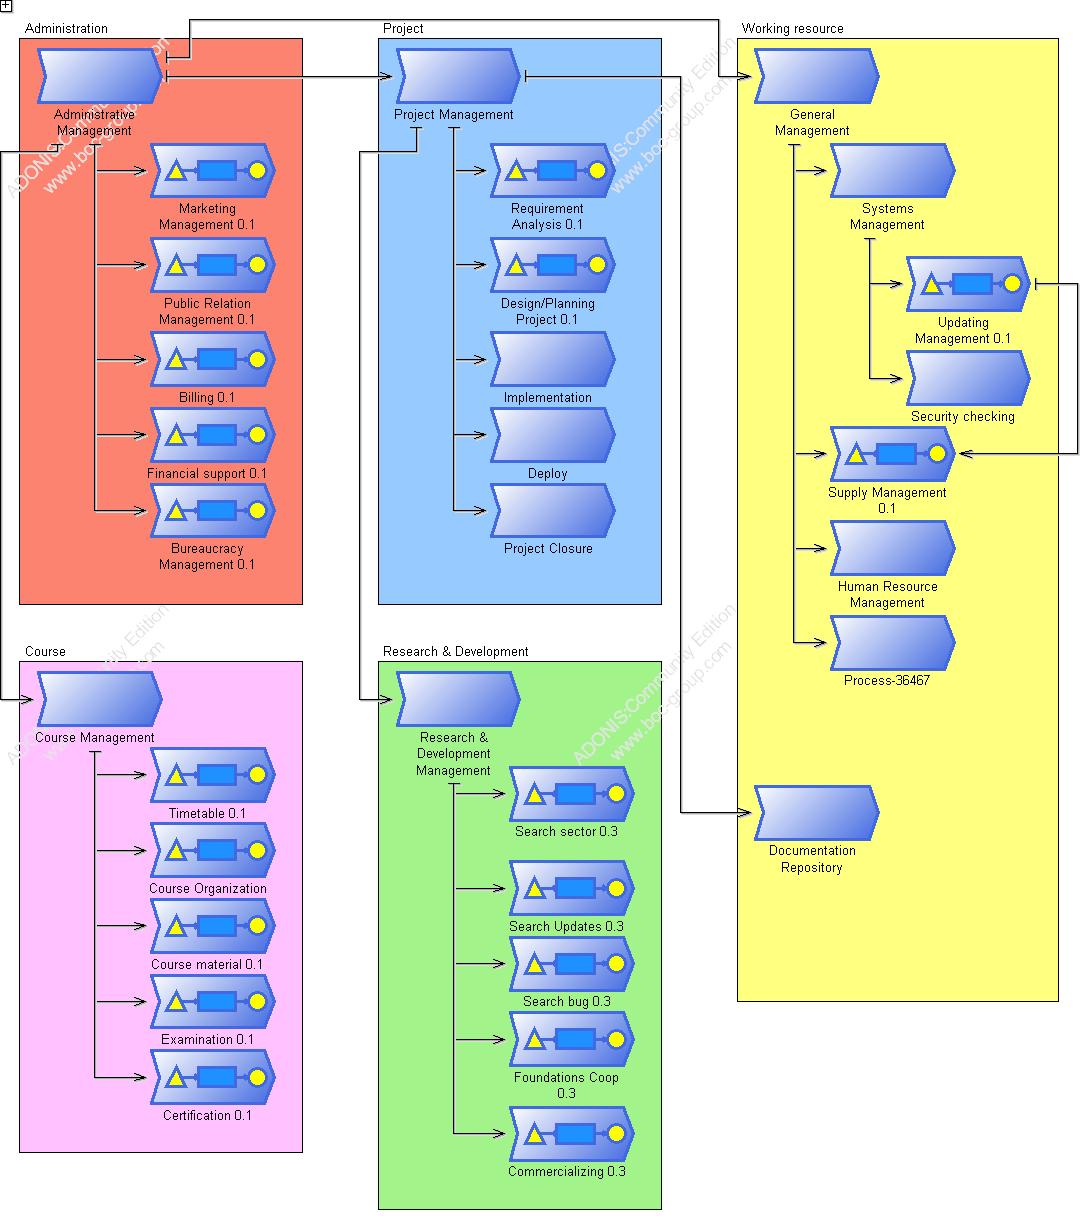 Administration
Administrative
Management
Marketing
Management 0.1
Public Relation
Management 0.1
Billing 0.1
Financial support 0.1
Bureaucracy
Management 0.1
Project
Project Management
Requirement
Analysis 0.1
Design/Planning
Project 0.1
Implementation
Deploy
Project Closure
Working resource
General
Management
Systems
Management
Updating
Management 0.1
Security checking
Supply Management
0.1
Human Resource
Management
Process-36467
Documentation
Repository
Course
Course Management
Timetable 0.1
Course Organization
Course material 0.1
Examination 0.1
Certification 0.1
Research & Development
Research &
Development
Management
Search sector 0.3
Search Updates 0.3
Search bug 0.3
Foundations Coop
0.3
Commercializing 0.3
ADONIS:Community Edition
www.boc-group.com